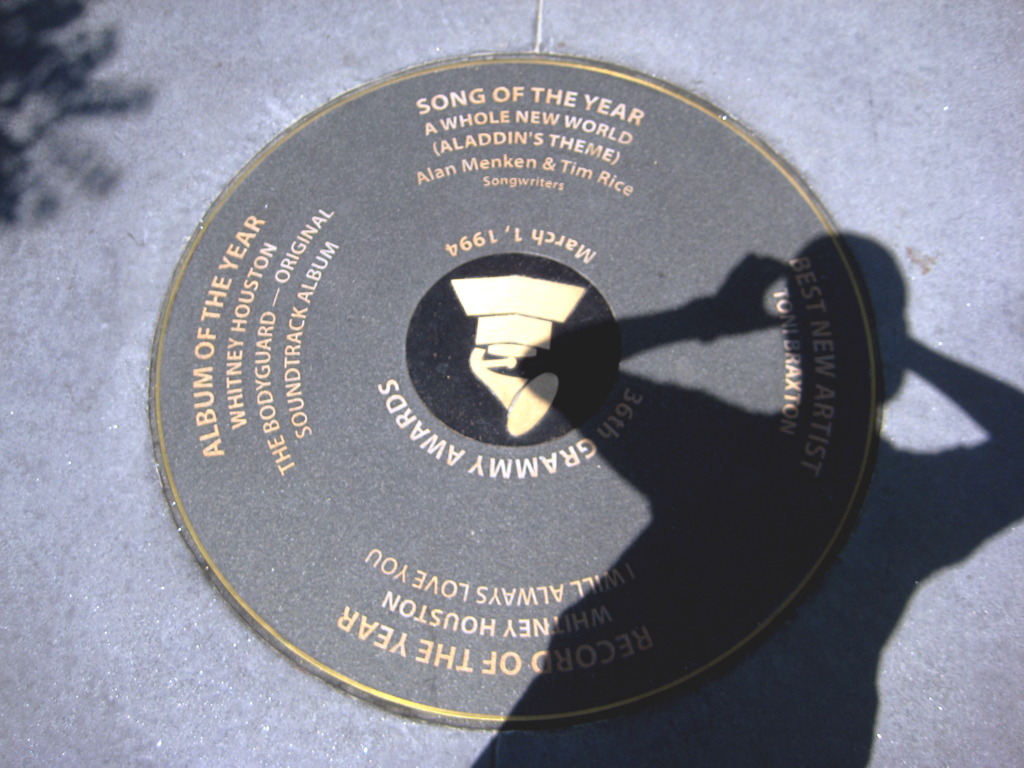 SONG OF THE YEAR
A WHOLE NEW WORLD
(ALADDIN'S THEME)
Alan Menken & Tim Rice
Songwriters
BEST NEW ARTIST
TONI BRAXTON
RECORD OF THE YEAR
WHITNEY HOUSTON
I WILL ALWAYS LOVE YOU
ALBUM OF THE YEAR
WHITNEY HOUSTON
THE BODYGUARD — ORIGINAL
SOUNDTRACK ALBUM
36th GRAMMY AWARDS
March 1, 1994